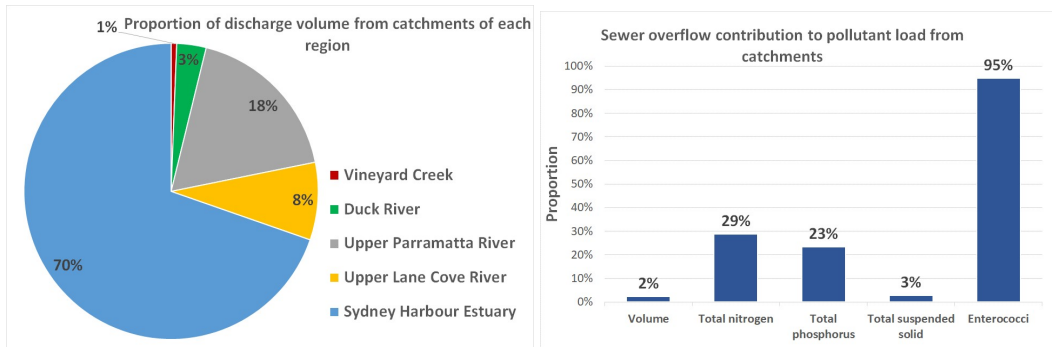 Proportion of discharge volume from catchments of each
region
1%
3%
18%
8%
70%
Vineyard Creek
Duck River
Upper Parramatta River
Upper Lane Cove River
Sydney Harbour Estuary
Sewer overflow contribution to pollutant load from
catchments
Proportion
100%
90%
80%
70%
60%
50%
40%
30%
20%
10%
0%
2%
29%
23%
3%
95%
Volume
Total nitrogen
Total
phosphorus
Total suspended
solid
Enterococci